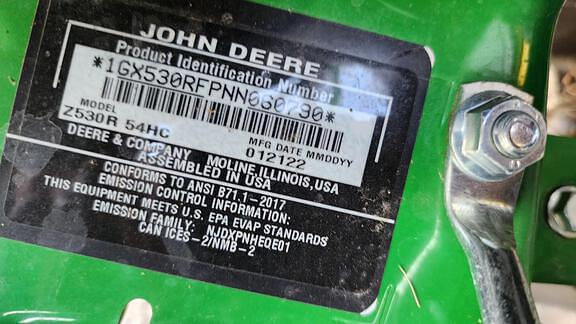 JOHN DEERE
Product Identification Number
*1GX530RFPNN060790*
MODEL
Z530R 54HC
MFG DATE MMDDYY
012122
DEERE & COMPANY MOLINE ILLINOIS, USA
ASSEMBLED IN USA
CONFORMS TO ANSI B71.1-2017
EMISSION CONTROL INFORMATION:
THIS EQUIPMENT MEETS U.S. EPA EVAP STANDARDS
EMISSION FAMILY: NJDXPNHEQE01
CAN ICES-2/NMB-2